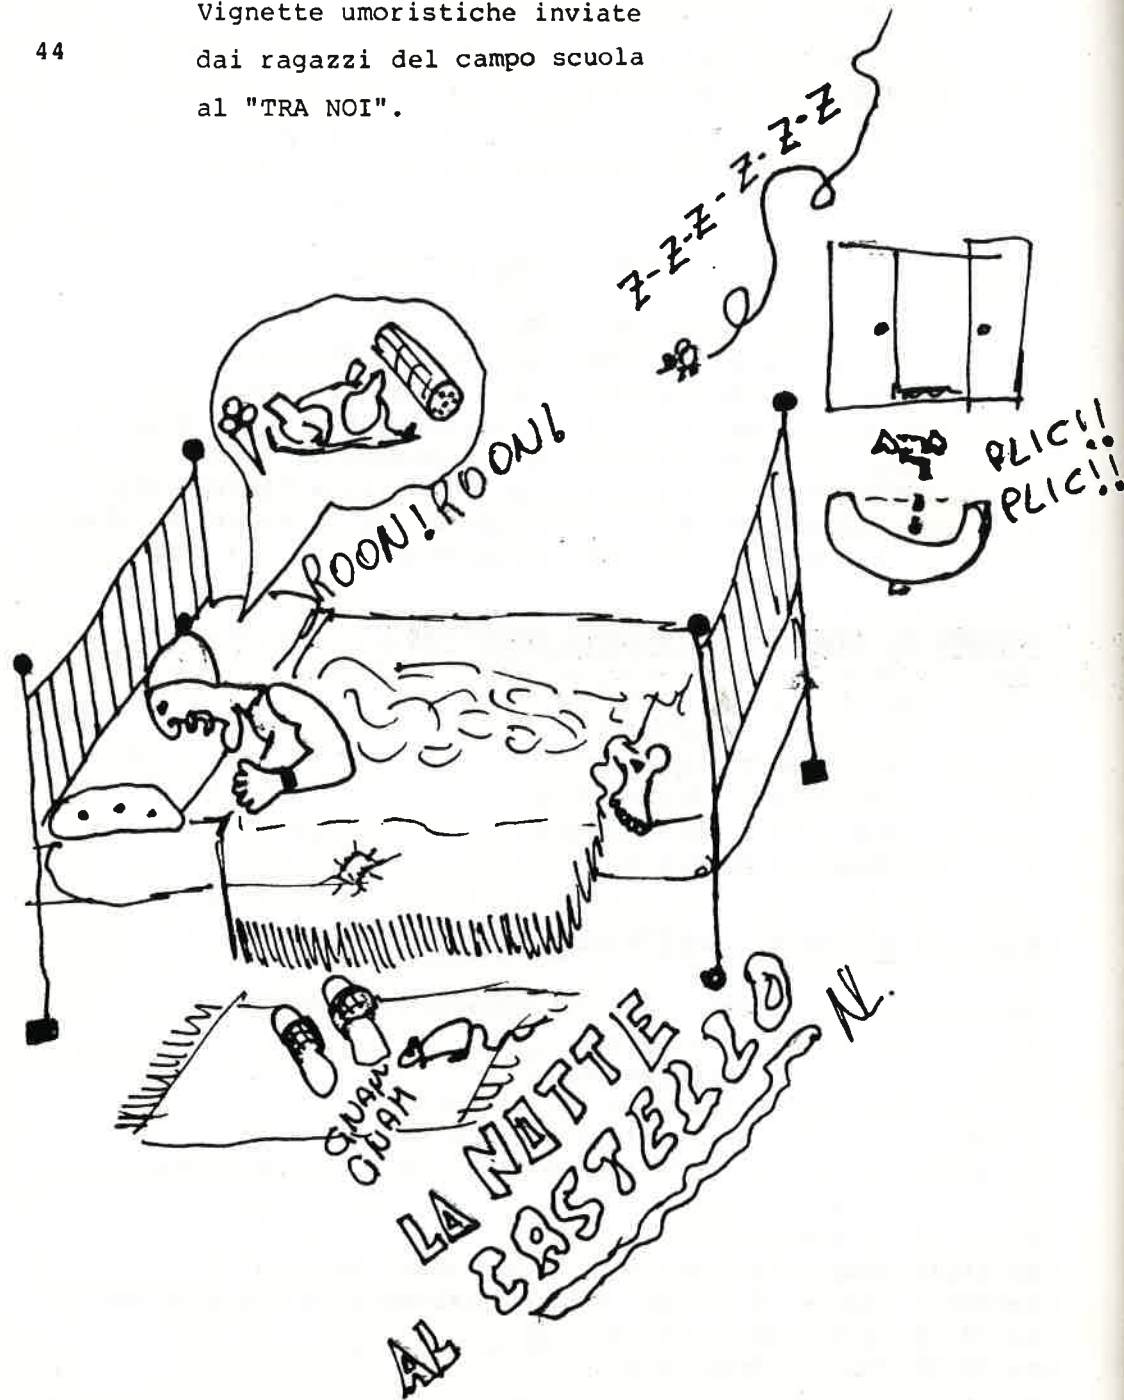 Vignette umoristiche inviate
44
dai ragazzi del campo scuola
al "TRA NOI".
Z-Z-Z-Z-Z-Z
ROON! ROON!
PLIC!!
PLIC!!
GNAM
GNAM
LA NOTTE
AL CASTELLO